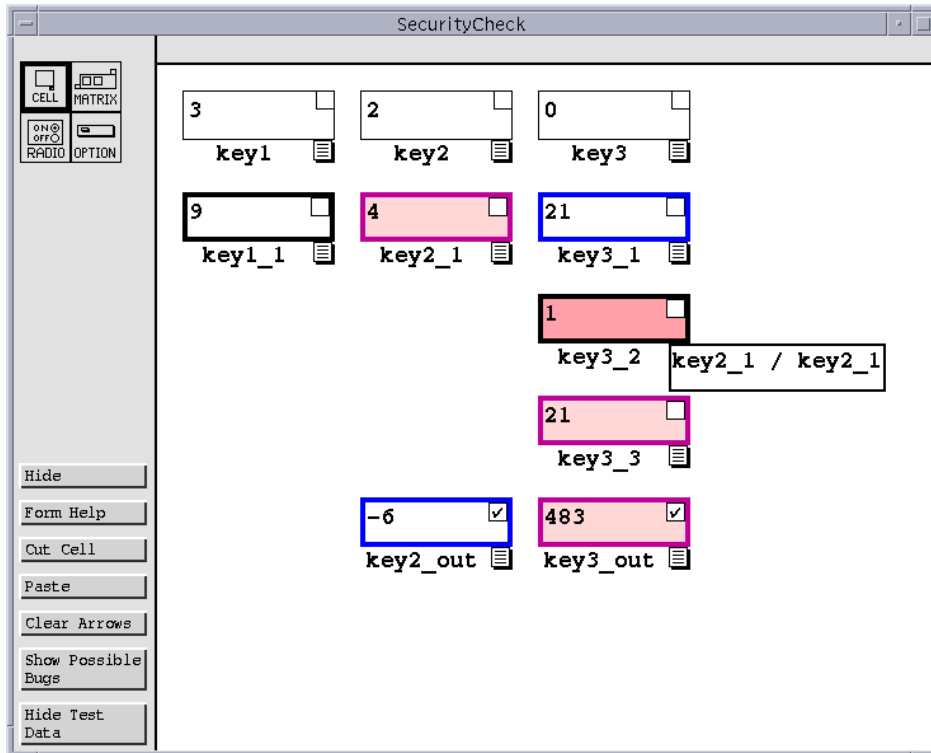 SecurityCheck
CELL
MATRIX
ON
OFF
RADIO
OPTION
3
2
0
key1
key2
key3
9
4
21
key1_1
key2_1
key3_1
1
key3_2
key2_1 / key2_1
21
key3_3
-6
483
key2_out
key3_out
Hide
Form Help
Cut Cell
Paste
Clear Arrows
Show Possible
Bugs
Hide Test
Data